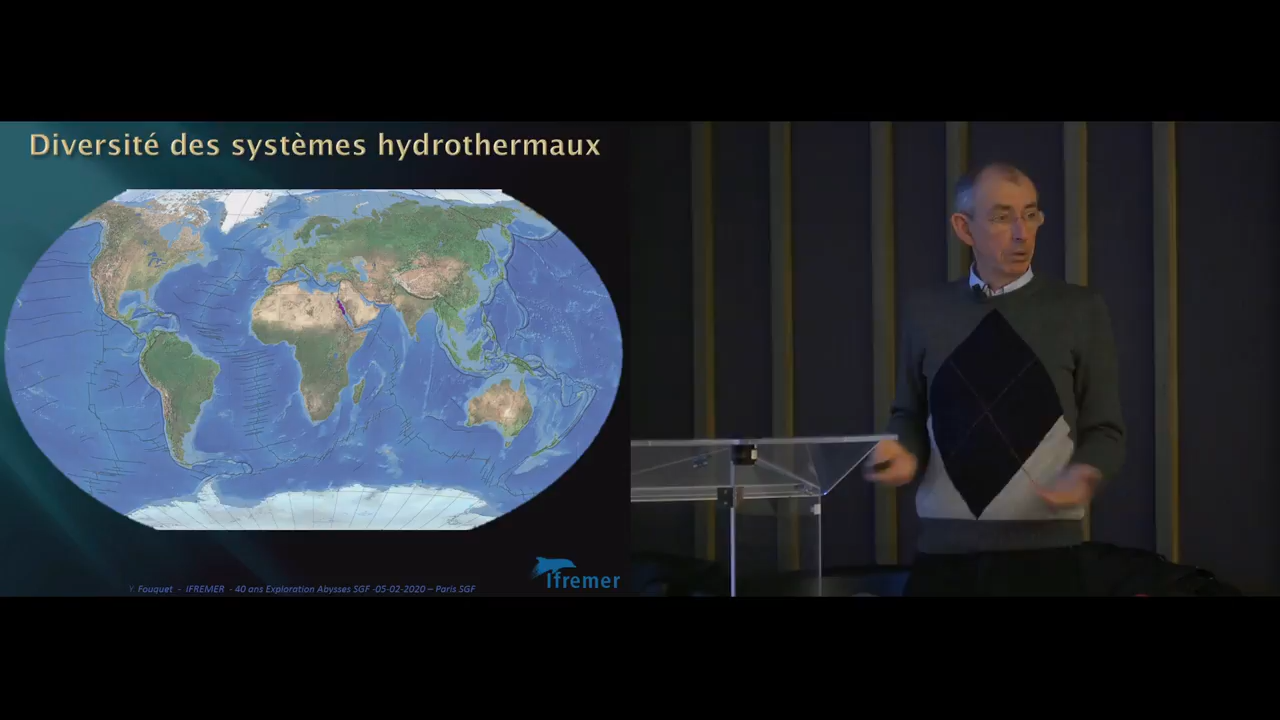 Diversité des systèmes hydrothermaux
Y. Fouquet - IFREMER - 40 ans Exploration Abysses SGF -05-02-2020 – Paris SGF
Ifremer